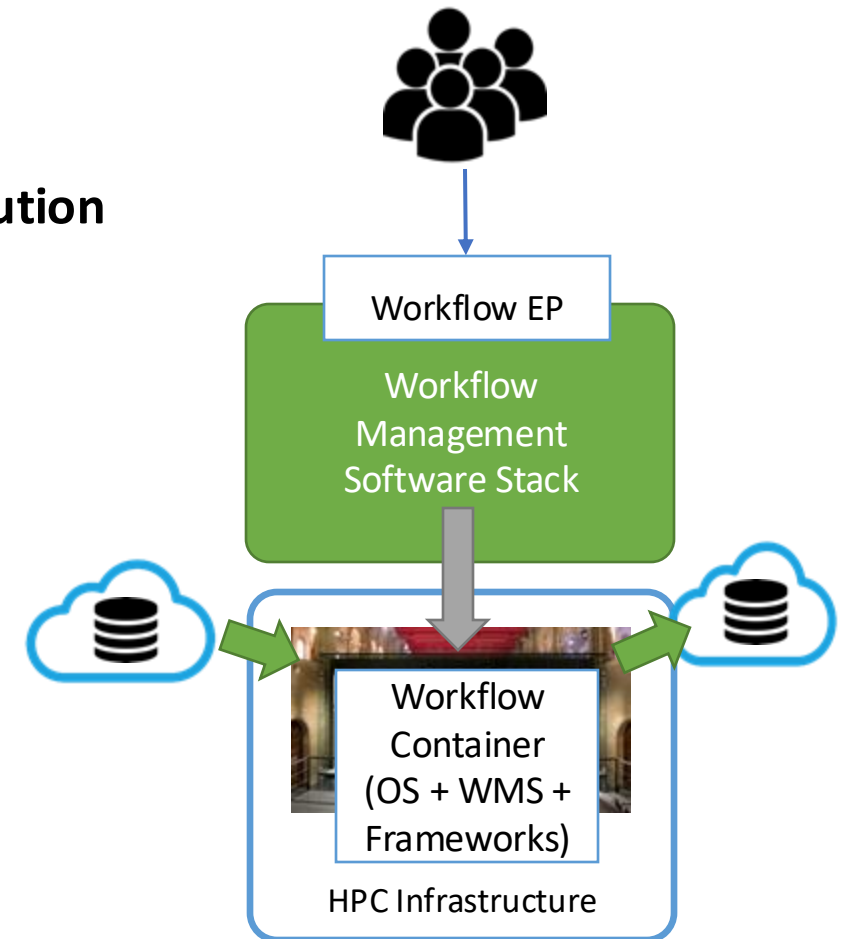 ution
Workflow EP
Workflow
Management
Software Stack
Workflow
Container
(OS + WMS +
Frameworks)
HPC Infrastructure